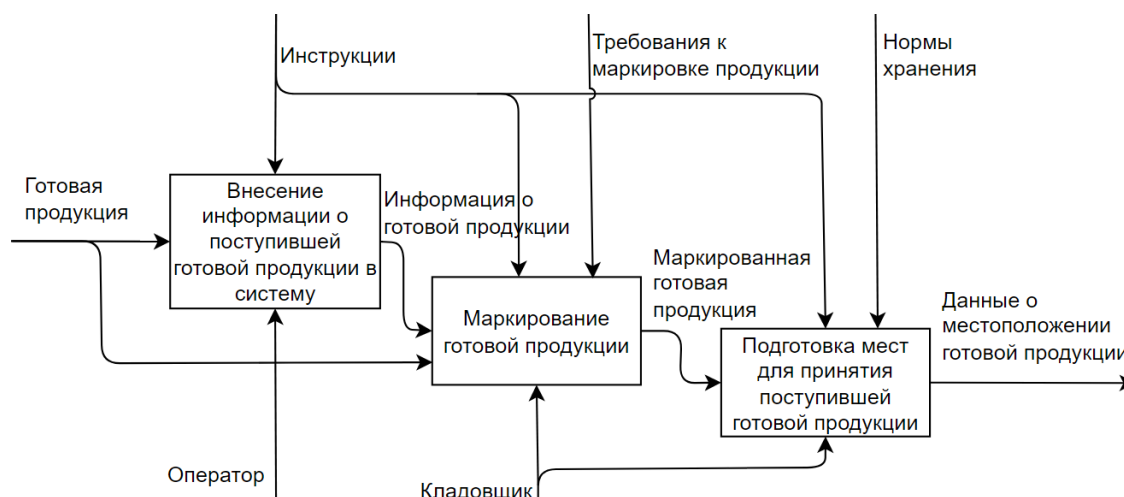 Инструкции
Требования к
маркировке продукции
Нормы
хранения
Готовая
продукция
Внесение
информации о
поступившей
готовой продукции в
систему
Информация о
готовой продукции
Маркирование
готовой продукции
Маркированная
готовая
продукция
Подготовка мест
для принятия
поступившей
готовой продукции
Данные о
местоположении
готовой продукции
Оператор
Кладовщик